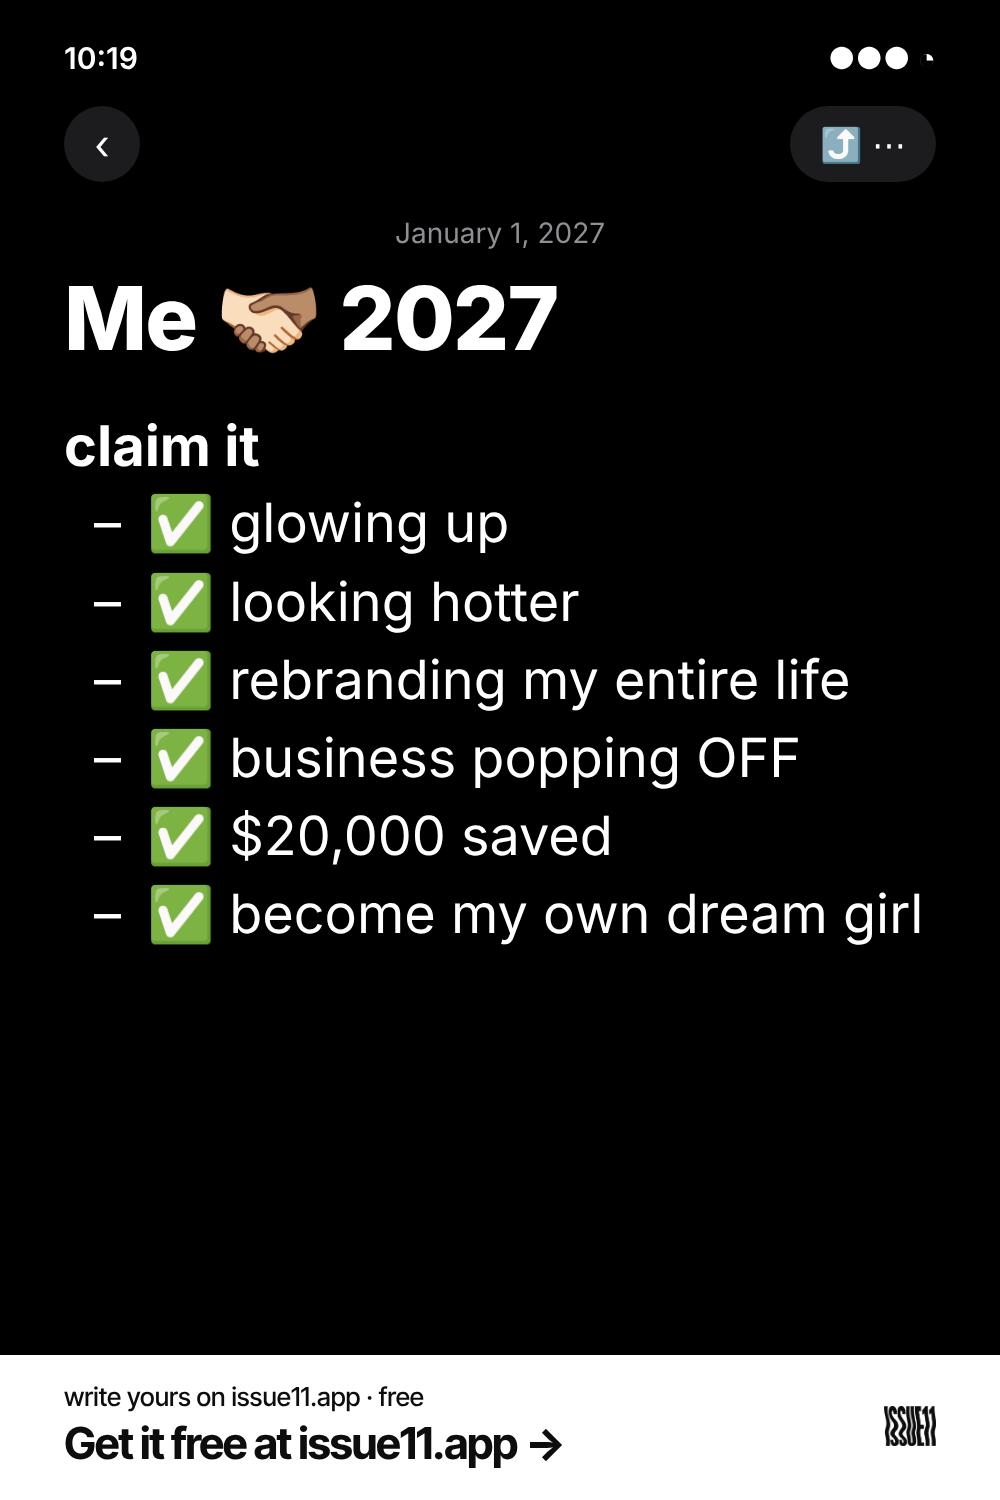 10:19
‹
⤴️ ...
January 1, 2027
Me 🫱🏻‍🫲🏽 2027
claim it
– ✅ glowing up
– ✅ looking hotter
– ✅ rebranding my entire life
– ✅ business popping OFF
– ✅ $20,000 saved
– ✅ become my own dream girl
write yours on issue11.app · free
Get it free at issue11.app →
ISSUE11